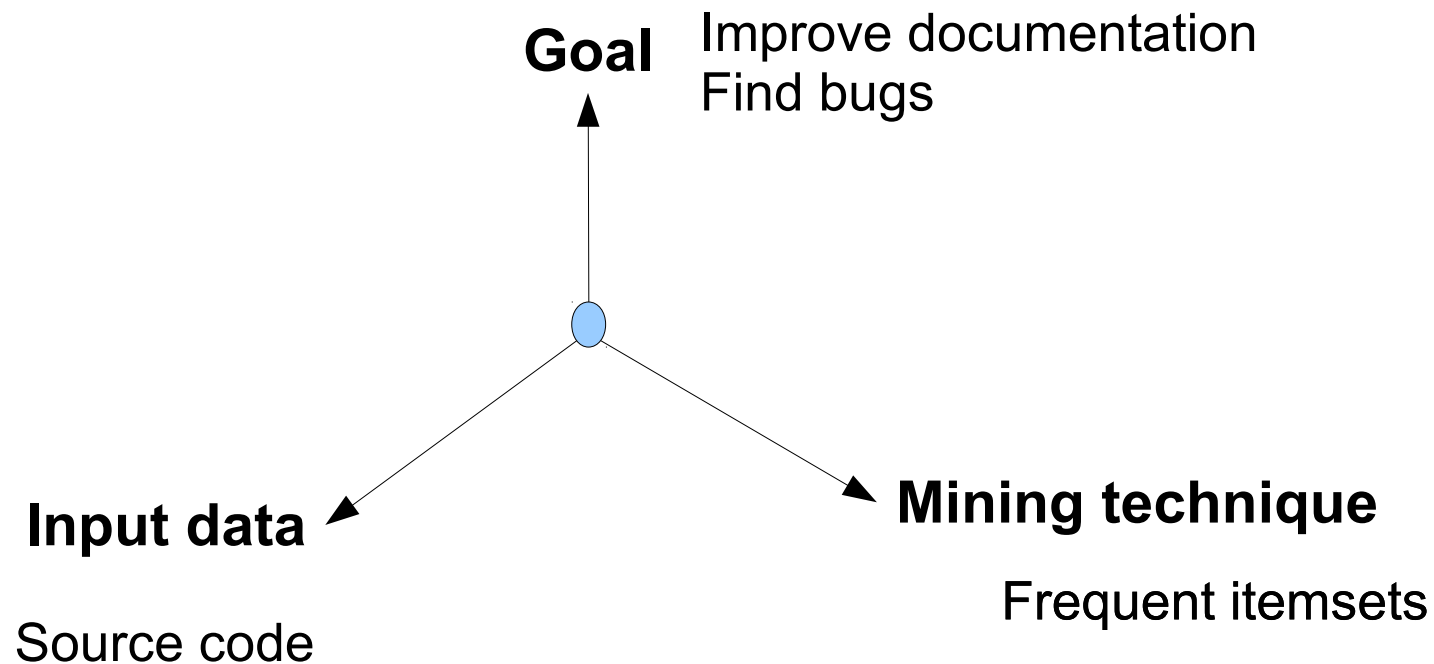 Goal
Improve documentation
Find bugs
Input data
Source code
Mining technique
Frequent itemsets